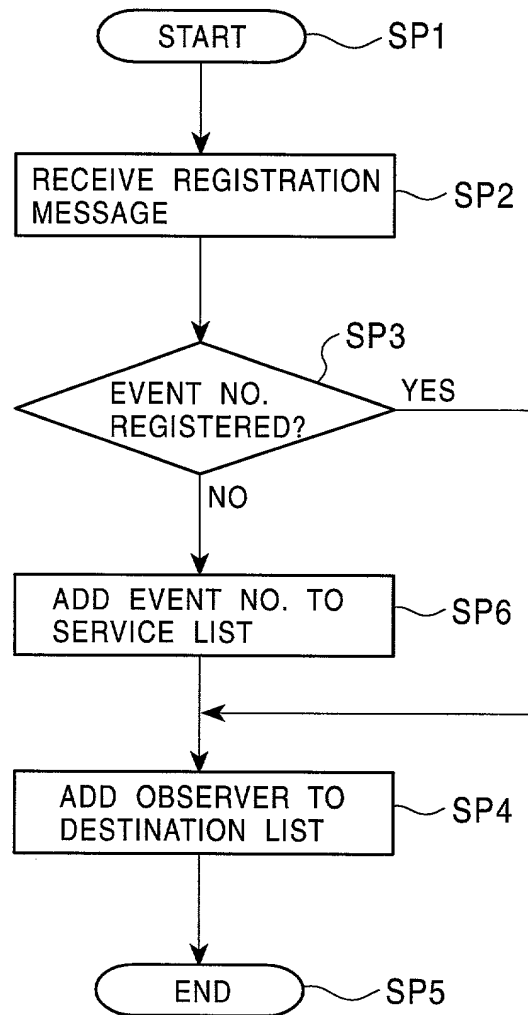 START
SP1
RECEIVE REGISTRATION
MESSAGE
SP2
SP3
EVENT NO.
REGISTERED?
YES
NO
ADD EVENT NO. TO
SERVICE LIST
SP6
ADD OBSERVER TO
DESTINATION LIST
SP4
END
SP5